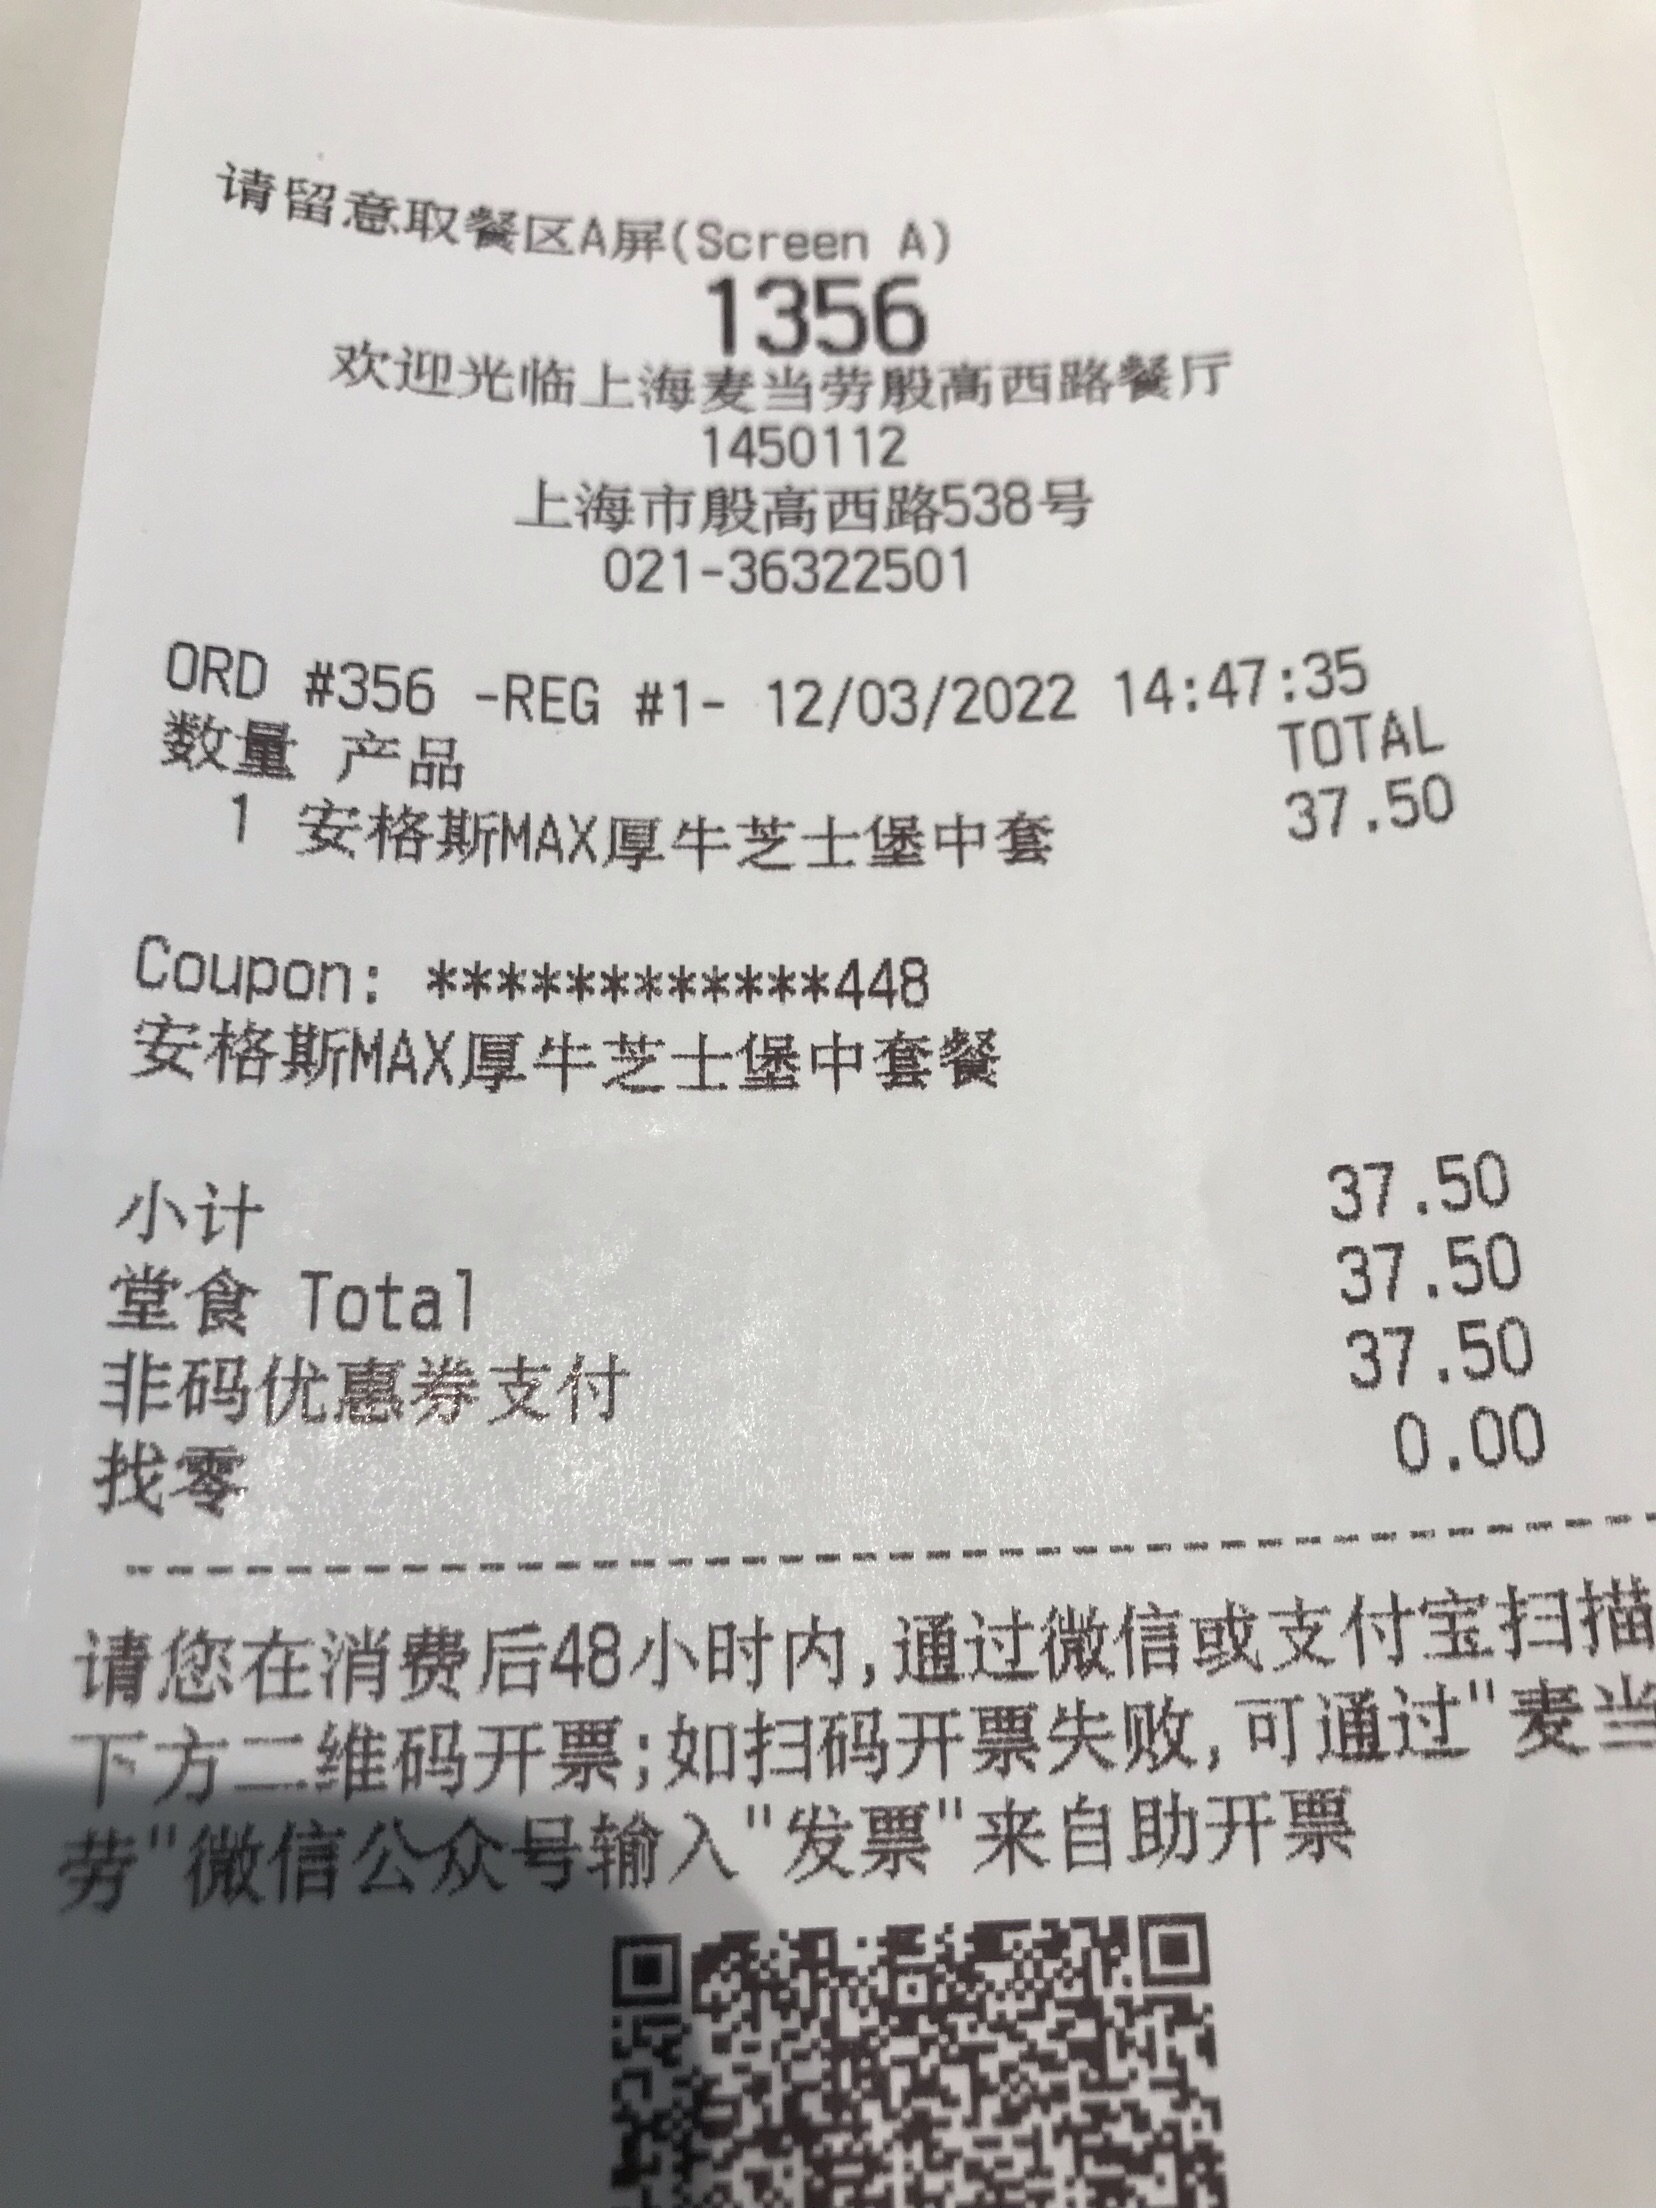 请留意取餐区A屏(Screen A)
1356
欢迎光临上海麦当劳殷高西路餐厅
1450112
上海市殷高西路538号
021-36322501
ORD #356 -REG #1- 12/03/2022 14:47:35
数量 产品 TOTAL
1 安格斯MAX厚牛芝士堡中套 37.50
Coupon: ************448
安格斯MAX厚牛芝士堡中套餐
小计 37.50
堂食 Total 37.50
非码优惠券支付 37.50
找零 0.00
请您在消费后48小时内,通过微信或支付宝扫描
下方二维码开票;如扫码开票失败,可通过"麦当
劳"微信公众号输入"发票"来自助开票